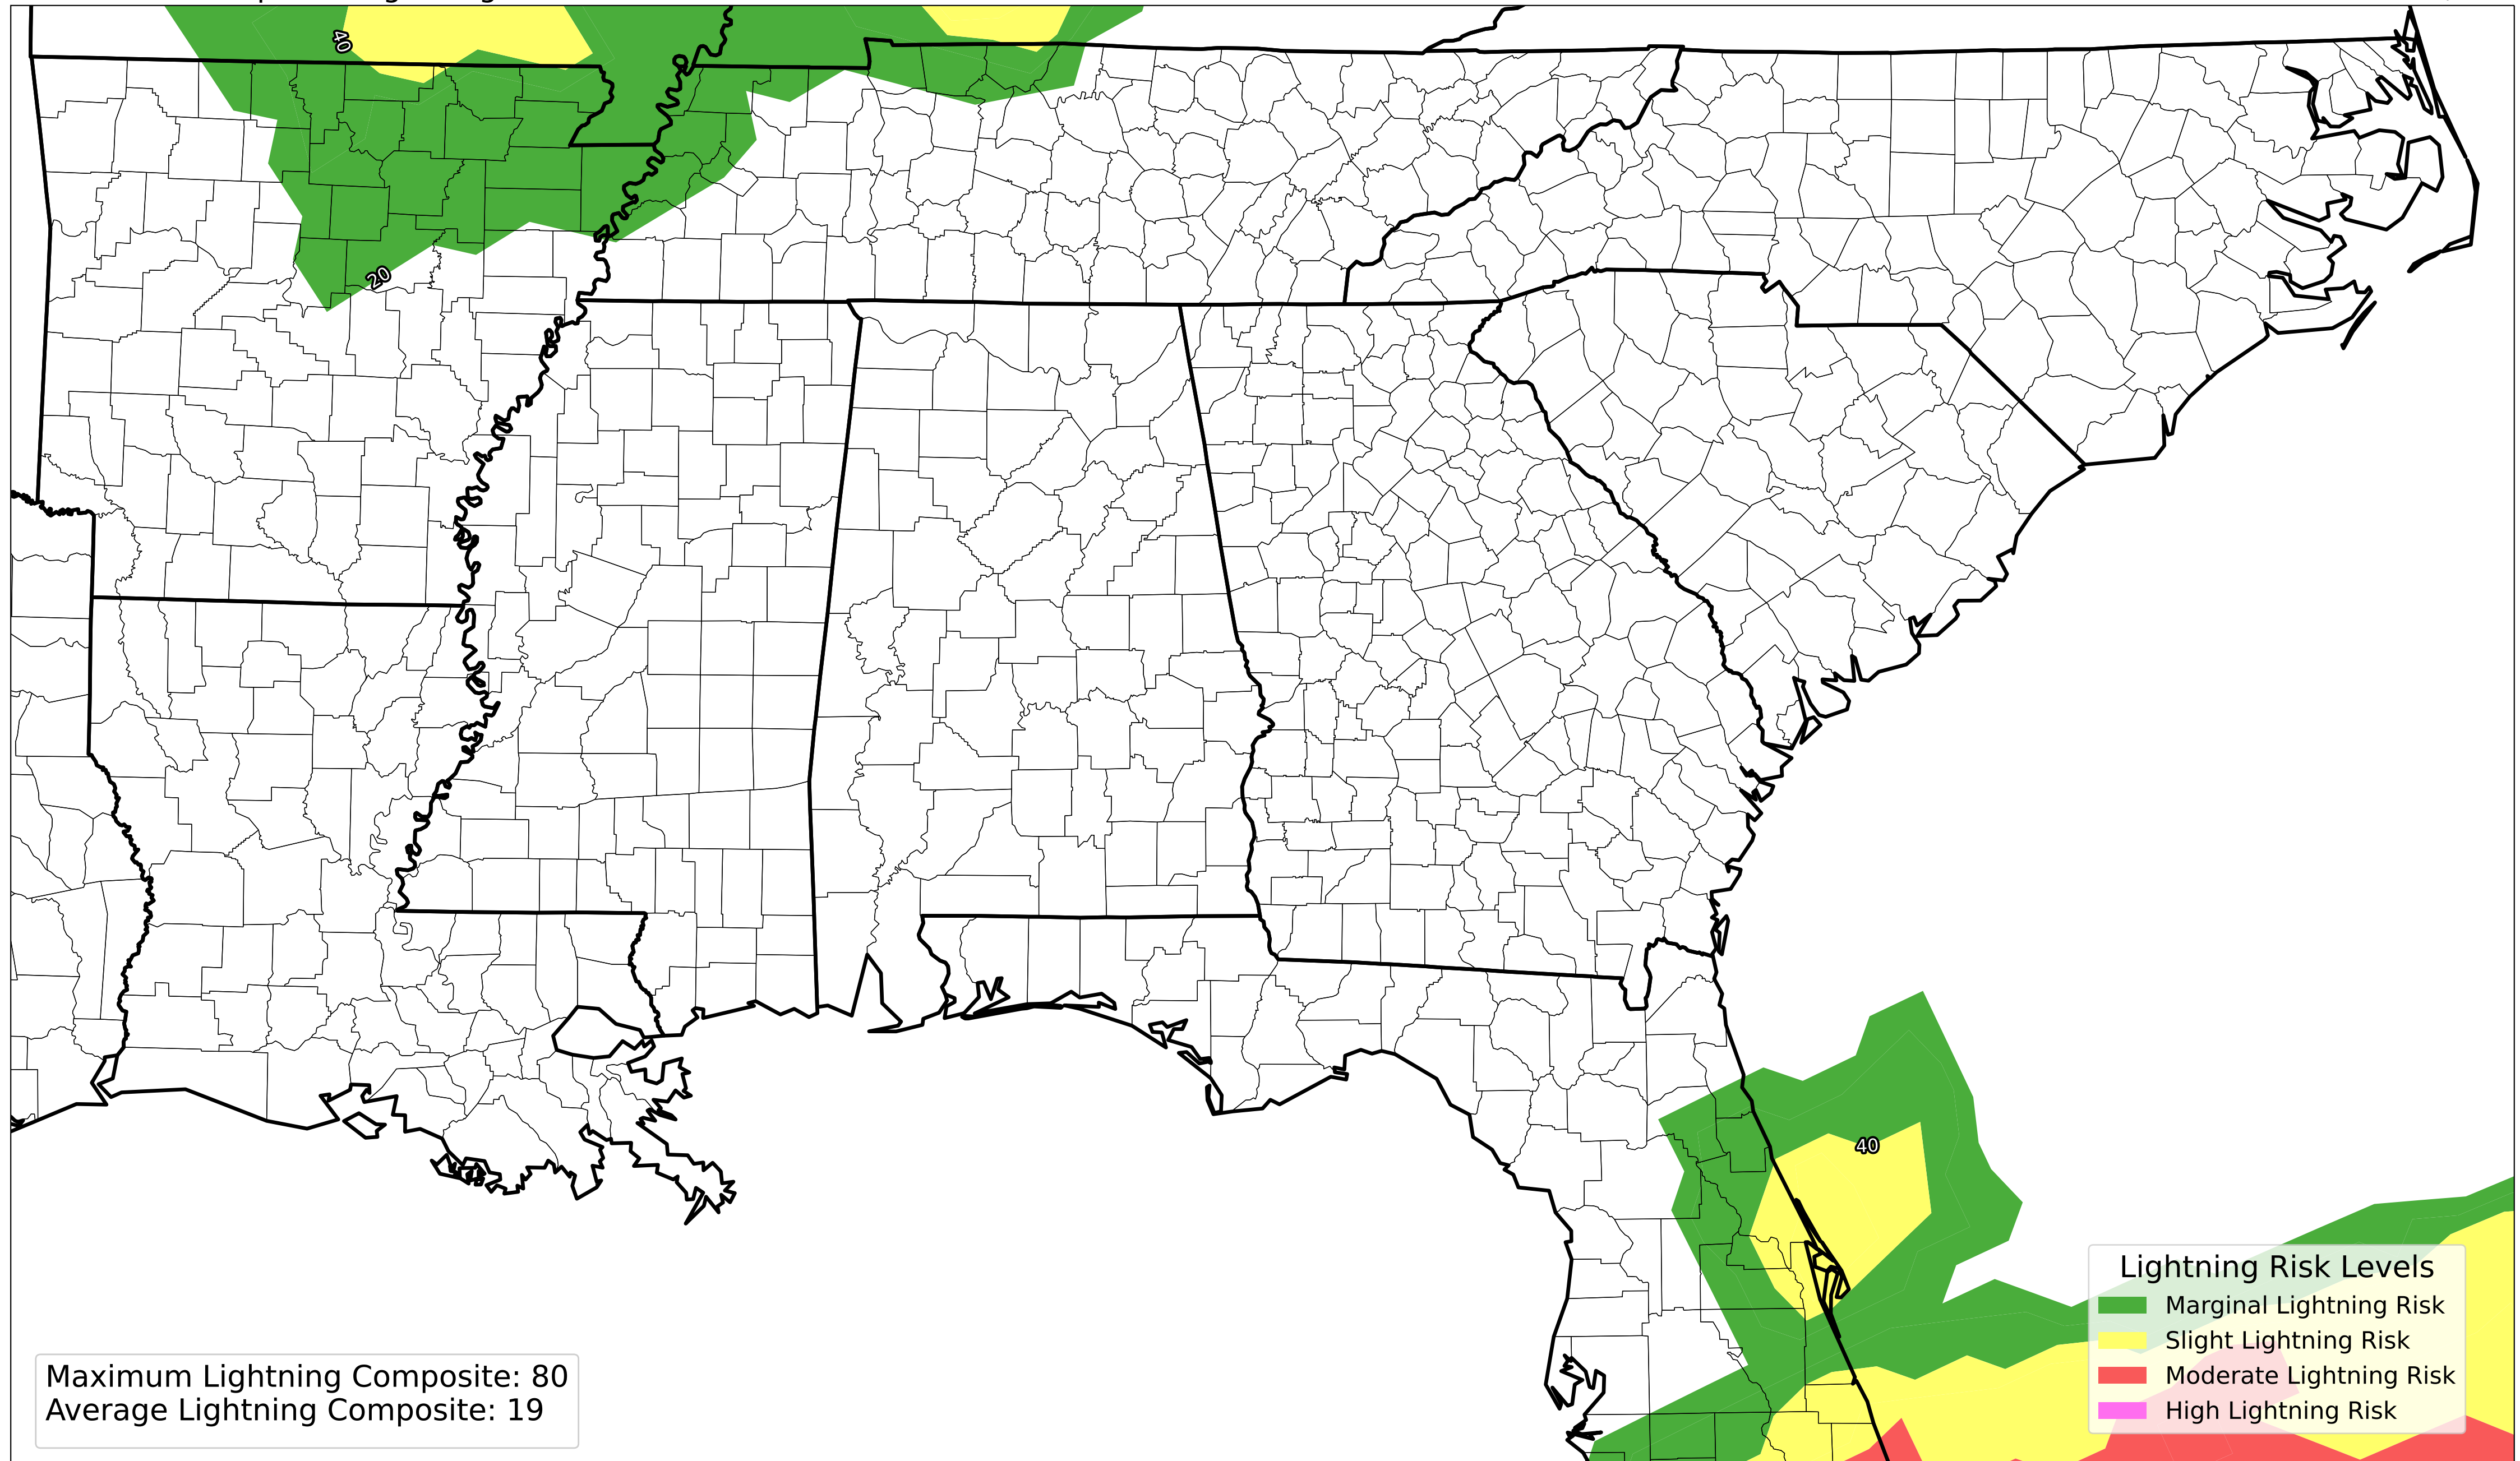 40
20
40
Lightning Risk Levels
Marginal Lightning Risk
Slight Lightning Risk
Moderate Lightning Risk
High Lightning Risk
Maximum Lightning Composite: 80
Average Lightning Composite: 19